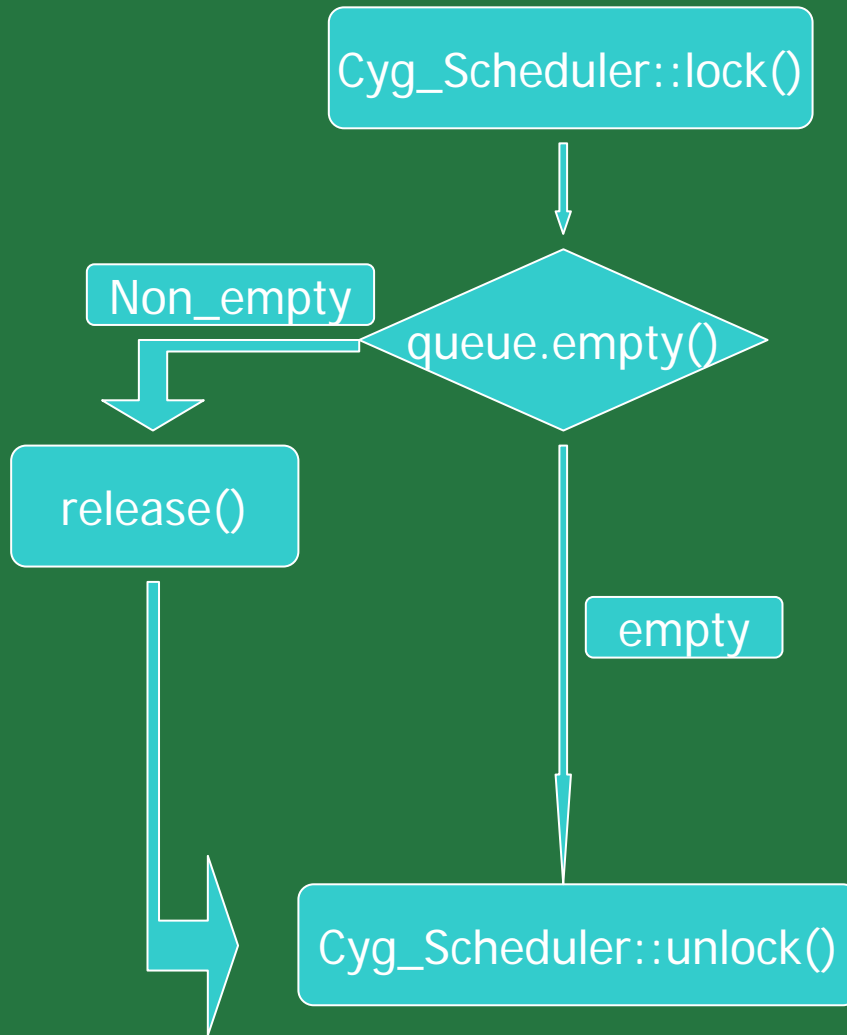 Cyg_Scheduler::lock()
Non_empty
queue.empty()
release()
empty
Cyg_Scheduler::unlock()